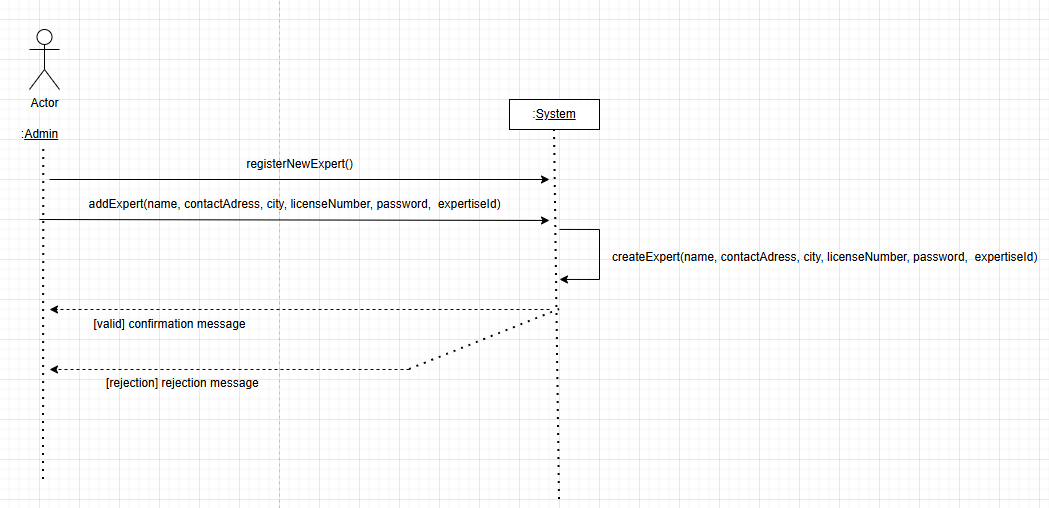 Actor
:Admin
:System
registerNewExpert()
addExpert(name, contactAdress, city, licenseNumber, password,  expertiseId)
createExpert(name, contactAdress, city, licenseNumber, password,  expertiseId)
[valid] confirmation message
[rejection] rejection message